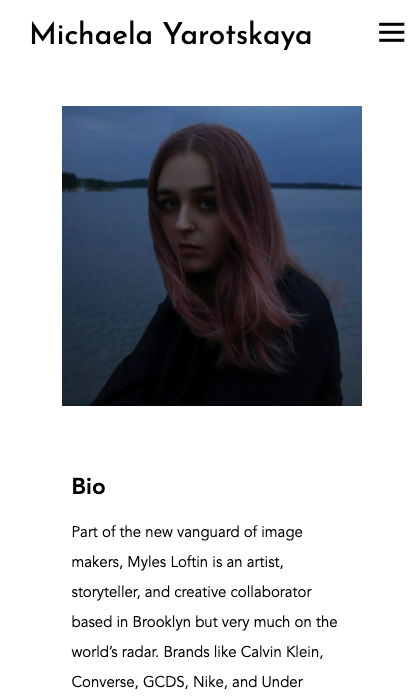 Michaela Yarotskaya
Bio
Part of the new vanguard of image
makers, Myles Loftin is an artist,
storyteller, and creative collaborator
based in Brooklyn but very much on the
world’s radar. Brands like Calvin Klein,
Converse, GCDS, Nike, and Under